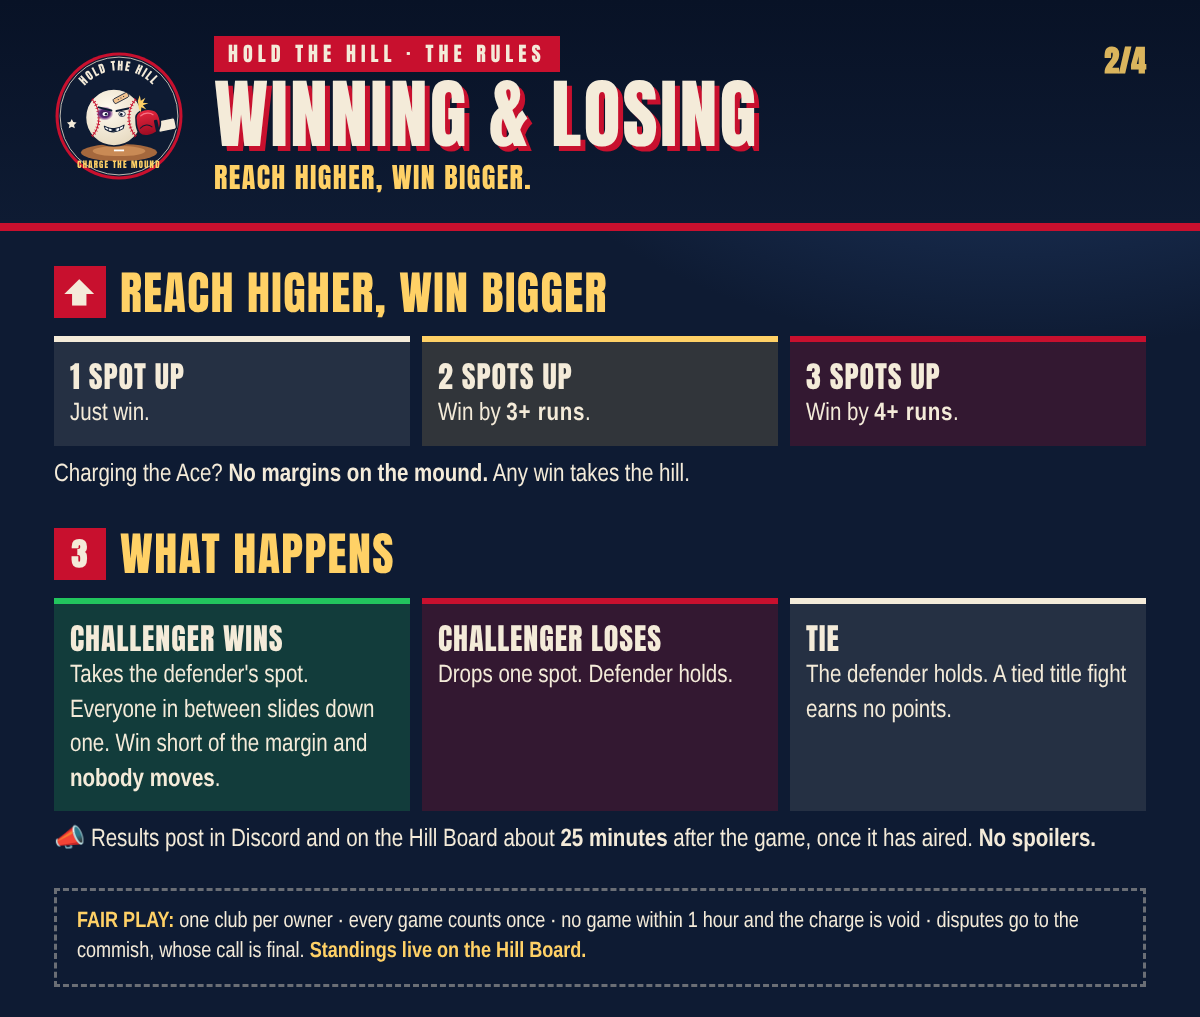 HOLD THE HILL
CHARGE THE MOUND
HOLD THE HILL · THE RULES
WINNING & LOSING
REACH HIGHER, WIN BIGGER.
2/4
REACH HIGHER, WIN BIGGER
1 SPOT UP
Just win.
2 SPOTS UP
Win by 3+ runs.
3 SPOTS UP
Win by 4+ runs.
Charging the Ace? No margins on the mound. Any win takes the hill.
3 WHAT HAPPENS
CHALLENGER WINS
Takes the defender's spot.
Everyone in between slides down
one. Win short of the margin and
nobody moves.
CHALLENGER LOSES
Drops one spot. Defender holds.
TIE
The defender holds. A tied title fight
earns no points.
📣 Results post in Discord and on the Hill Board about 25 minutes after the game, once it has aired. No spoilers.
FAIR PLAY: one club per owner · every game counts once · no game within 1 hour and the charge is void · disputes go to the
commish, whose call is final. Standings live on the Hill Board.